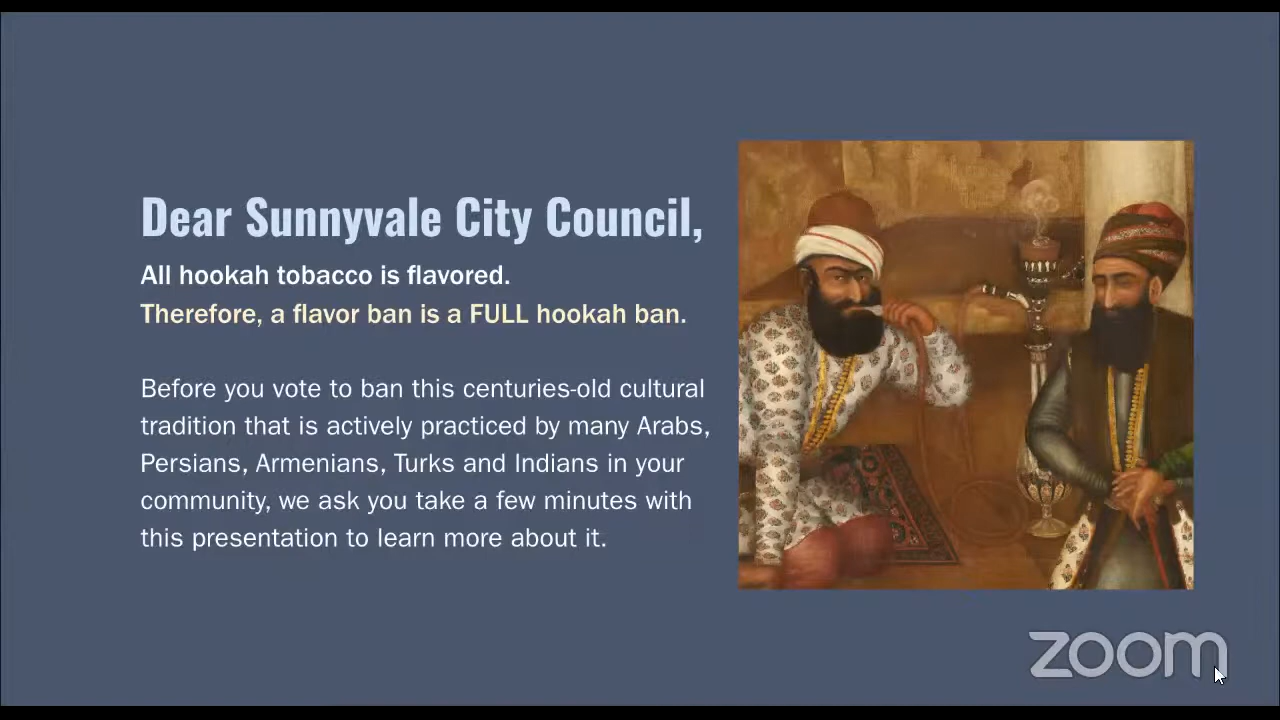 Dear Sunnyvale City Council,
All hookah tobacco is flavored.
Therefore, a flavor ban is a FULL hookah ban.
Before you vote to ban this centuries-old cultural
tradition that is actively practiced by many Arabs,
Persians, Armenians, Turks and Indians in your
community, we ask you take a few minutes with
this presentation to learn more about it.
zoom